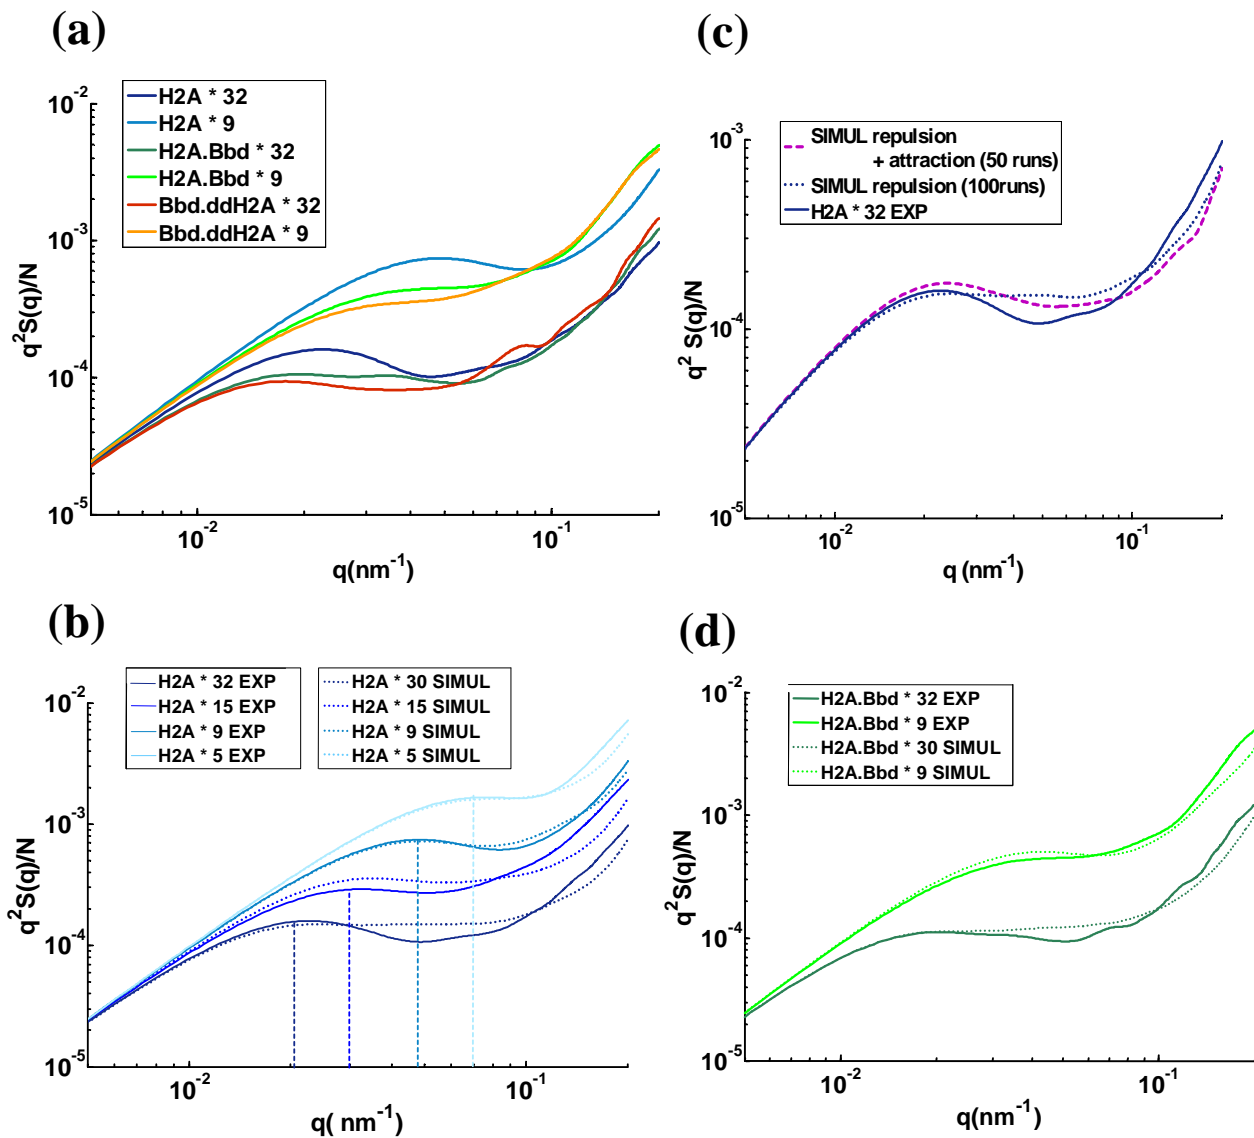 (a)
H2A * 32
H2A * 9
H2A.Bbd * 32
H2A.Bbd * 9
Bbd.ddH2A * 32
Bbd.ddH2A * 9
10^-2
10^-3
10^-4
10^-5
q^2S(q)/N
10^-2
10^-1
q(nm^-1)
(c)
SIMUL repulsion
+ attraction (50 runs)
SIMUL repulsion (100runs)
H2A * 32 EXP
10^-3
10^-4
10^-5
q^2 S(q)/N
10^-2
10^-1
q (nm^-1)
(b)
H2A * 32 EXP
H2A * 15 EXP
H2A * 9 EXP
H2A * 5 EXP
H2A * 30 SIMUL
H2A * 15 SIMUL
H2A * 9 SIMUL
H2A * 5 SIMUL
10^-2
10^-3
10^-4
10^-5
q^2S(q)/N
10^-2
10^-1
q( nm^-1)
(d)
H2A.Bbd * 32 EXP
H2A.Bbd * 9 EXP
H2A.Bbd * 30 SIMUL
H2A.Bbd * 9 SIMUL
10^-2
10^-3
10^-4
10^-5
q^2S(q)/N
10^-2
10^-1
q(nm^-1)